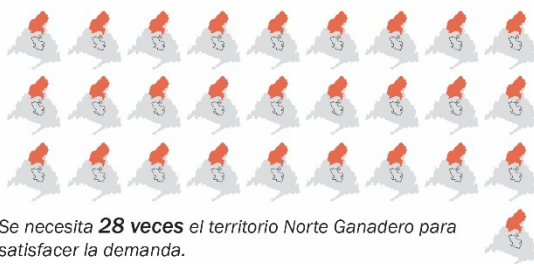 Se necesita 28 veces el territorio Norte Ganadero para
satisfacer la demanda.